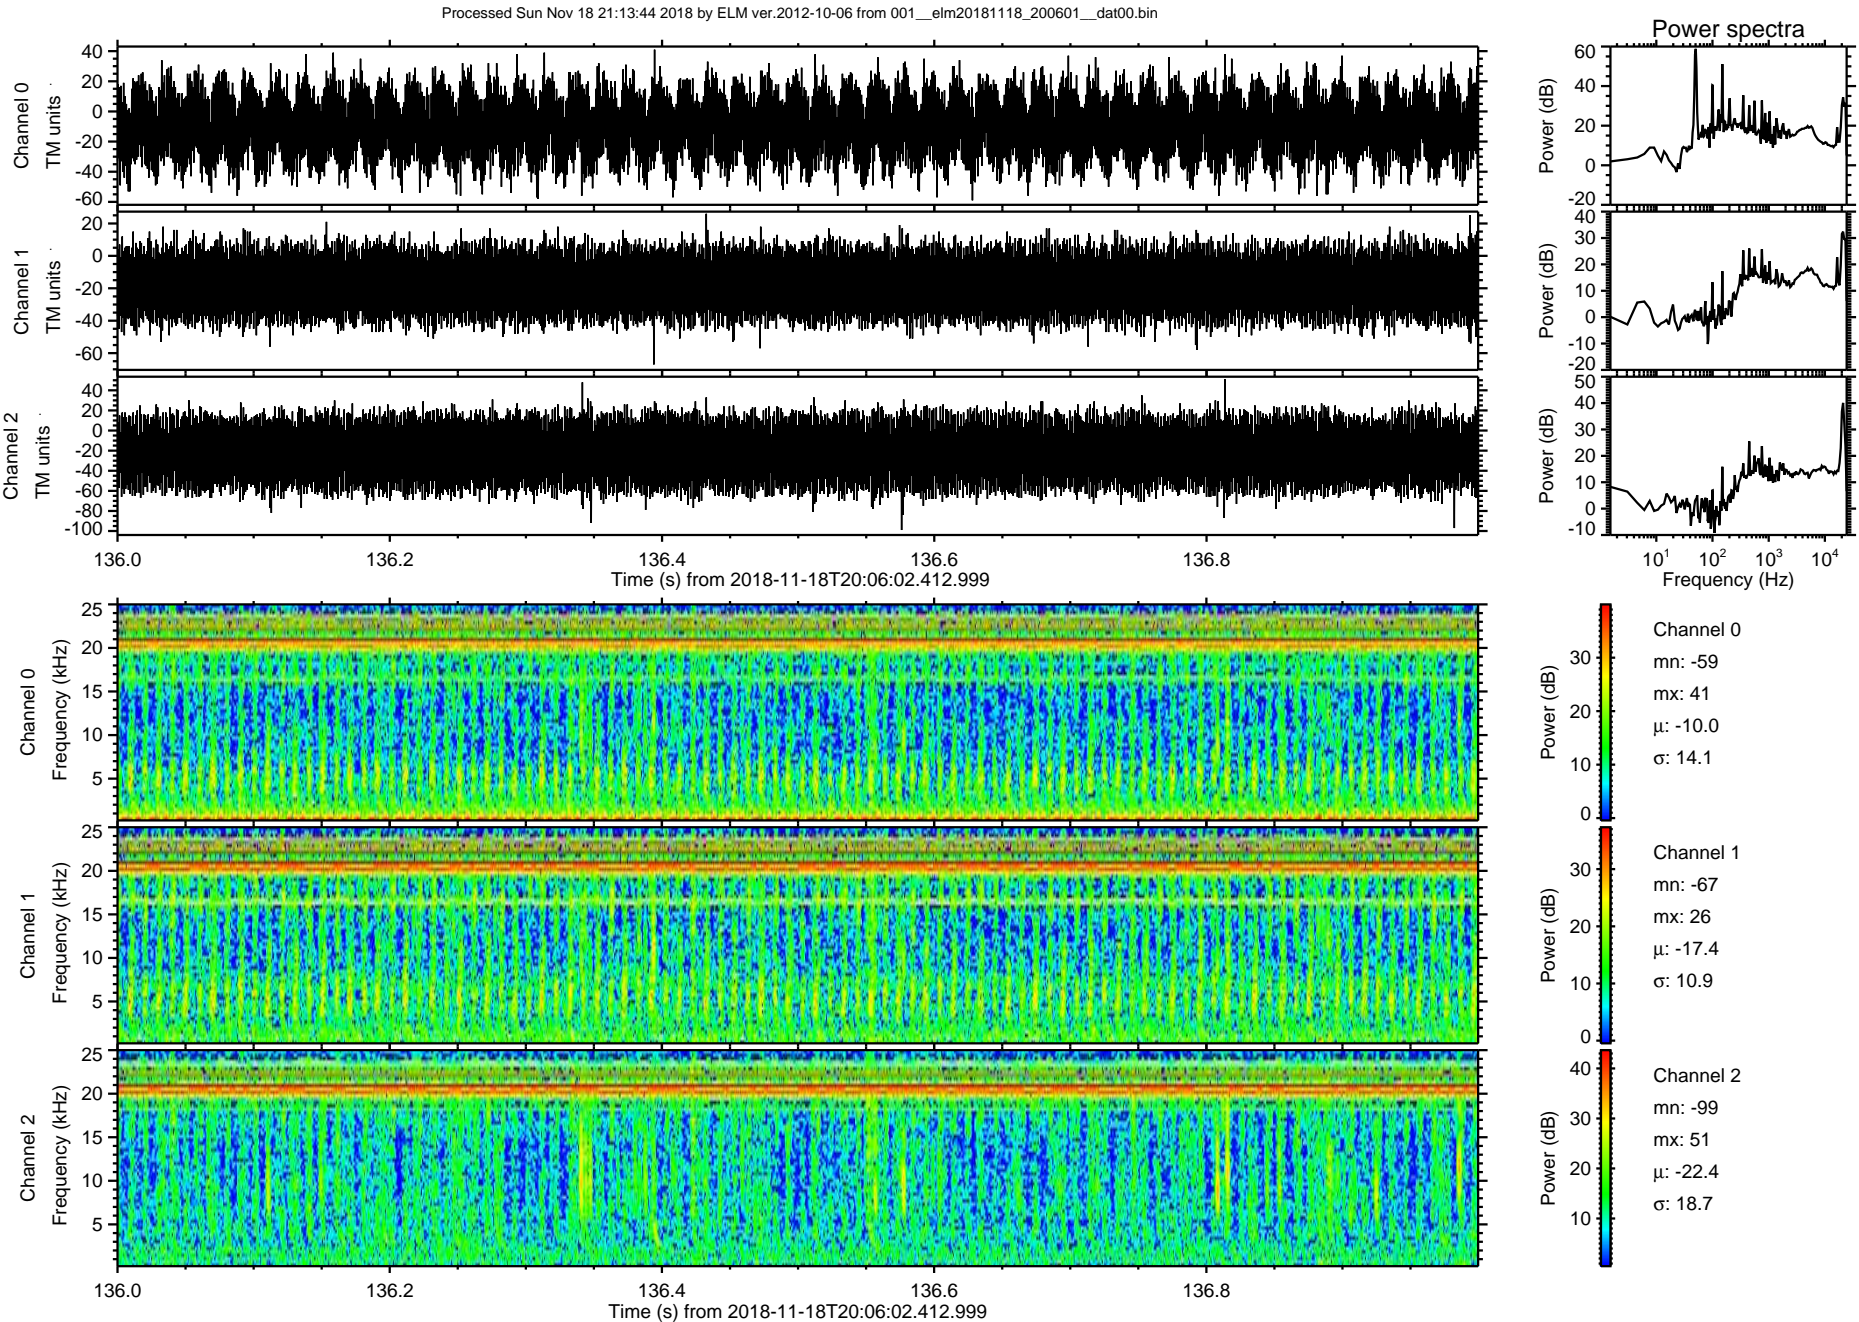 Processed Sun Nov 18 21:13:44 2018 by ELM ver.2012-10-06 from 001__elm20181118_200601__dat00.bin
Power spectra
Channel 0
TM units
40
20
0
-20
-40
-60
Power (dB)
60
40
20
0
-20
Channel 1
TM units
20
0
-20
-40
-60
Power (dB)
40
30
20
10
0
-10
-20
Channel 2
TM units
40
20
0
-20
-40
-60
-80
-100
Power (dB)
50
40
30
20
10
0
-10
136.0 136.2 136.4 136.6 136.8
Time (s) from 2018-11-18T20:06:02.412.999
10^1 10^2 10^3 10^4
Frequency (Hz)
Channel 0
Frequency (kHz)
25
20
15
10
5
Power (dB)
30
20
10
0
Channel 0
mn: -59
mx: 41
μ: -10.0
σ: 14.1
Channel 1
Frequency (kHz)
25
20
15
10
5
Power (dB)
30
20
10
0
Channel 1
mn: -67
mx: 26
μ: -17.4
σ: 10.9
Channel 2
Frequency (kHz)
25
20
15
10
5
Power (dB)
40
30
20
10
Channel 2
mn: -99
mx: 51
μ: -22.4
σ: 18.7
136.0 136.2 136.4 136.6 136.8
Time (s) from 2018-11-18T20:06:02.412.999